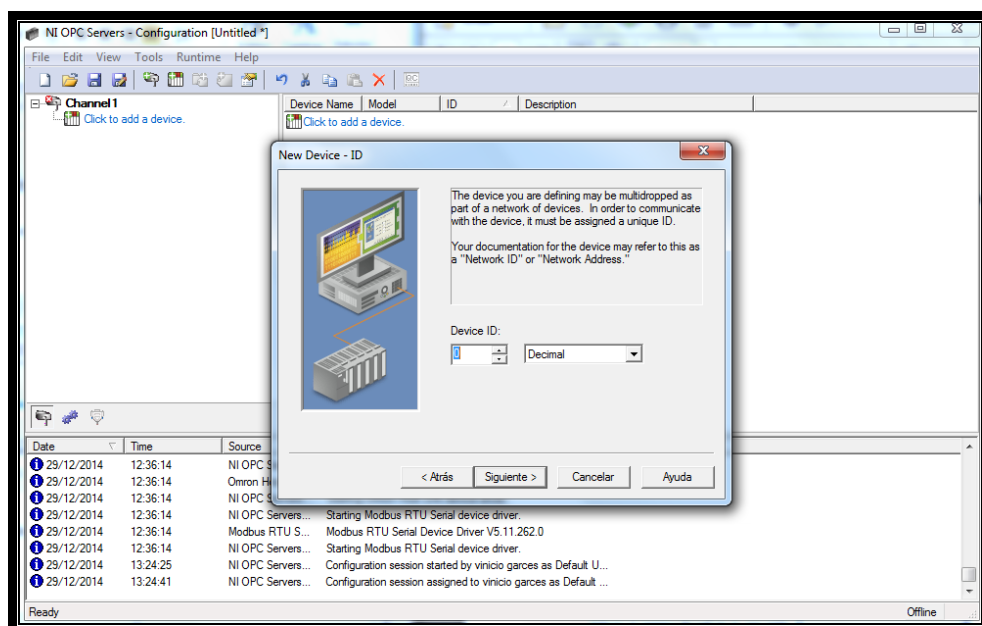 NI OPC Servers - Configuration [Untitled *]
File Edit View Tools Runtime Help
Channel1
Click to add a device.
Device Name Model ID Description
Click to add a device.
New Device - ID
The device you are defining may be multidropped as
part of a network of devices. In order to communicate
with the device, it must be assigned a unique ID.
Your documentation for the device may refer to this as
a "Network ID" or "Network Address."
Device ID:
0 Decimal
< Atrás Siguiente > Cancelar Ayuda
Date Time Source
29/12/2014 12:36:14 NI OPC
29/12/2014 12:36:14 Omron
29/12/2014 12:36:14 NI OPC
29/12/2014 12:36:14 NI OPC Servers... Starting Modbus RTU Serial device driver.
29/12/2014 12:36:14 Modbus RTU S... Modbus RTU Serial Device Driver V5.11.262.0
29/12/2014 12:36:14 NI OPC Servers... Starting Modbus RTU Serial device driver.
29/12/2014 13:24:25 NI OPC Servers... Configuration session started by vinicio garces as Default U...
29/12/2014 13:24:41 NI OPC Servers... Configuration session assigned to vinicio garces as Default ...
Ready Offline